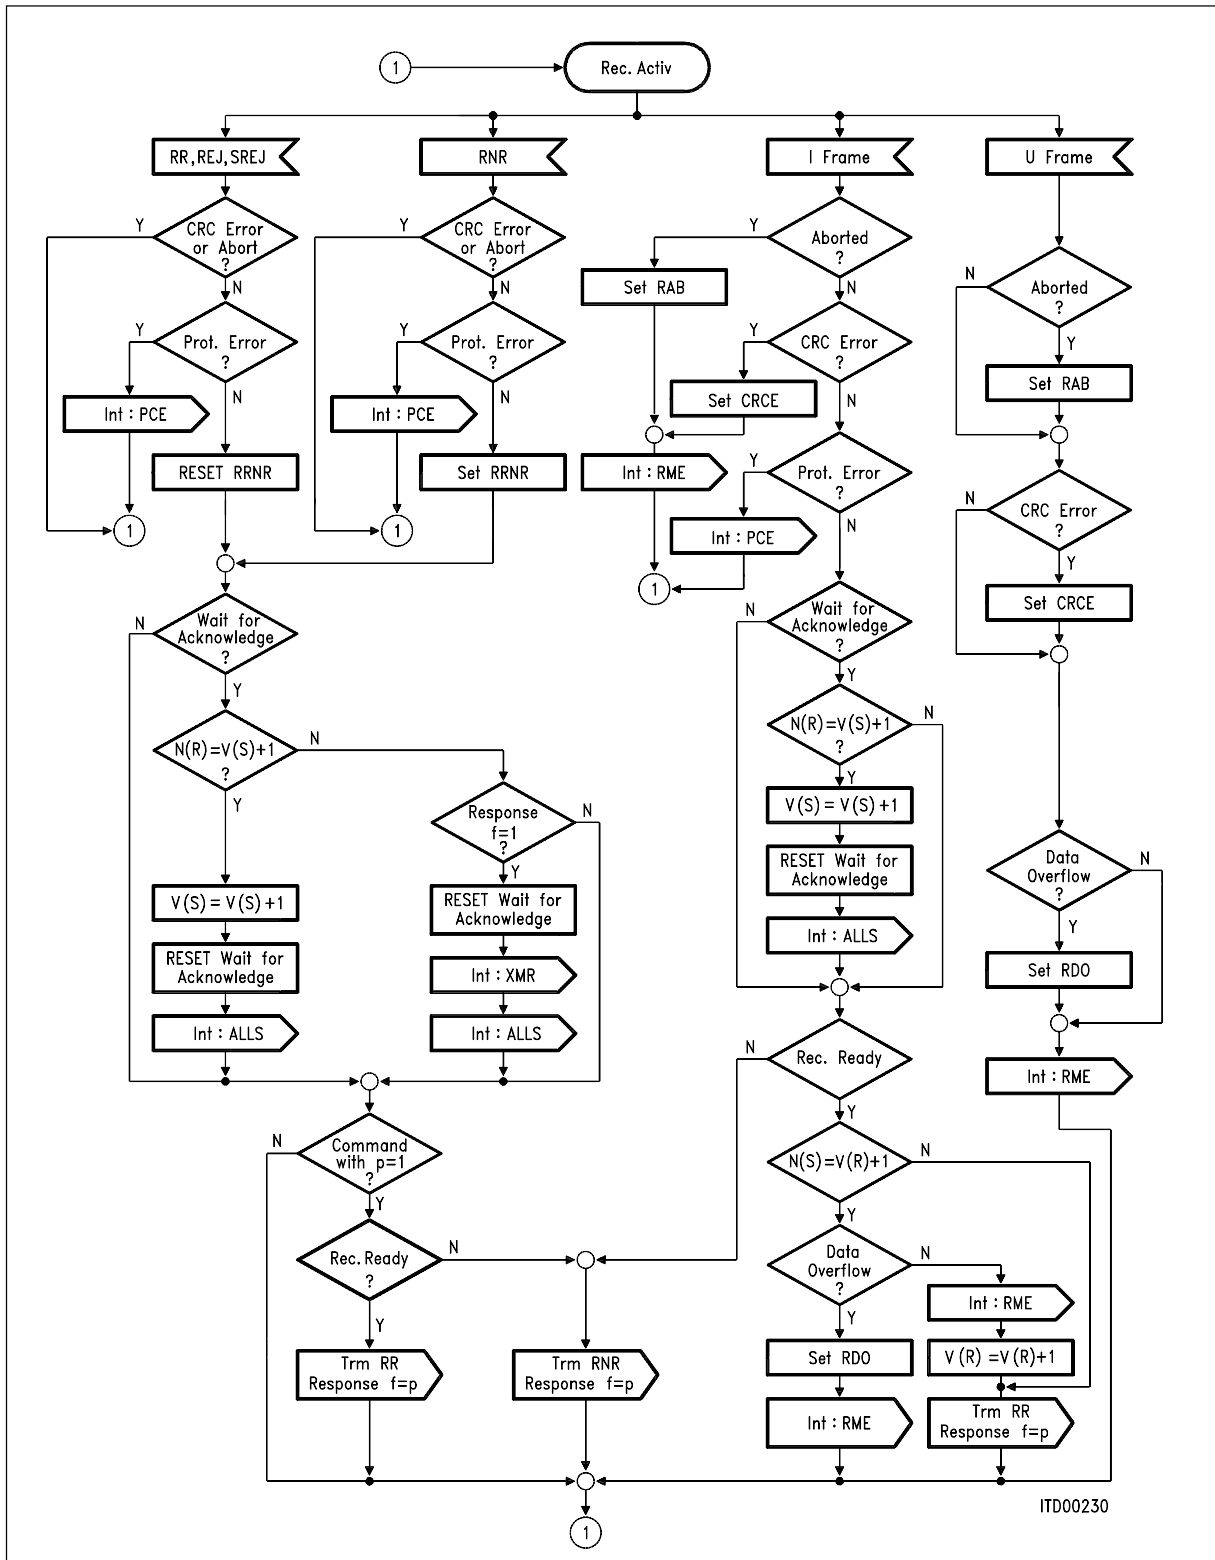 1
Rec. Activ
RR, REJ, SREJ
RNR
I Frame
U Frame
Y
CRC Error
or Abort
?
N
Y
CRC Error
or Abort
?
N
Y
Aborted
?
N
Set RAB
N
Aborted
?
Y
Set RAB
Y
Prot. Error
?
N
Int : PCE
RESET RRNR
1
Y
Prot. Error
?
N
Int : PCE
Set RRNR
1
Y
CRC Error
?
N
Set CRCE
Int : RME
Y
Prot. Error
?
N
Int : PCE
1
N
CRC Error
?
Y
Set CRCE
N
Wait for
Acknowledge
?
Y
N(R)=V(S)+1
?
N
Y
Response
f=1
?
N
Y
V(S) = V(S) +1
RESET Wait for
Acknowledge
Int : ALLS
RESET Wait for
Acknowledge
Int : XMR
Int : ALLS
N
Wait for
Acknowledge
?
Y
N(R)=V(S)+1
?
N
Y
V(S) = V(S) +1
RESET Wait for
Acknowledge
Int : ALLS
Data
Overflow
?
N
Y
Set RDO
Int : RME
N
Command
with p=1
?
Y
Rec. Ready
?
N
Y
Trm RR
Response f=p
Trm RNR
Response f=p
N
Rec. Ready
Y
N(S)=V(R)+1
N
Y
Data
Overflow
?
N
Y
Set RDO
Int : RME
Int : RME
V (R) =V(R)+1
Trm RR
Response f=p
1
ITD00230